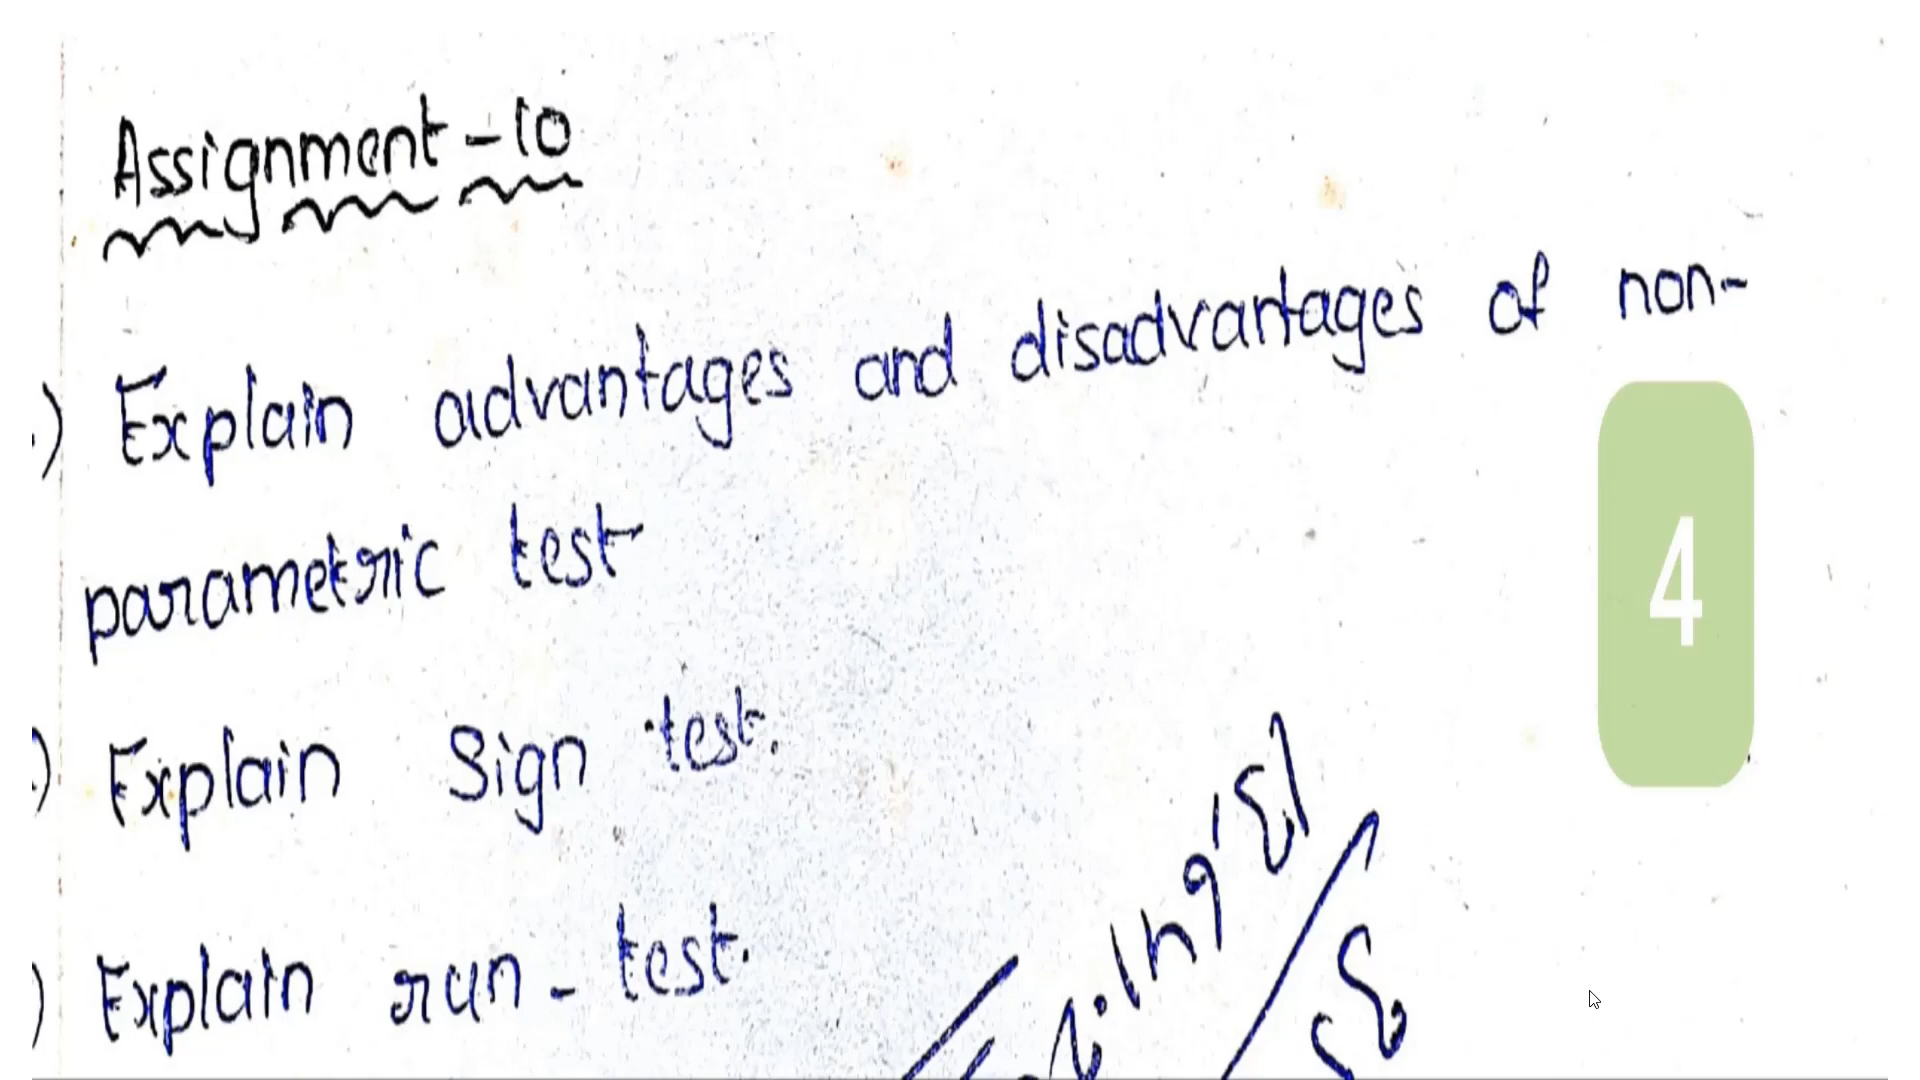 Assignment - 10
.) Explain advantages and disadvantages of non-
parametric test
4
) Explain Sign test.
) Explain run - test.